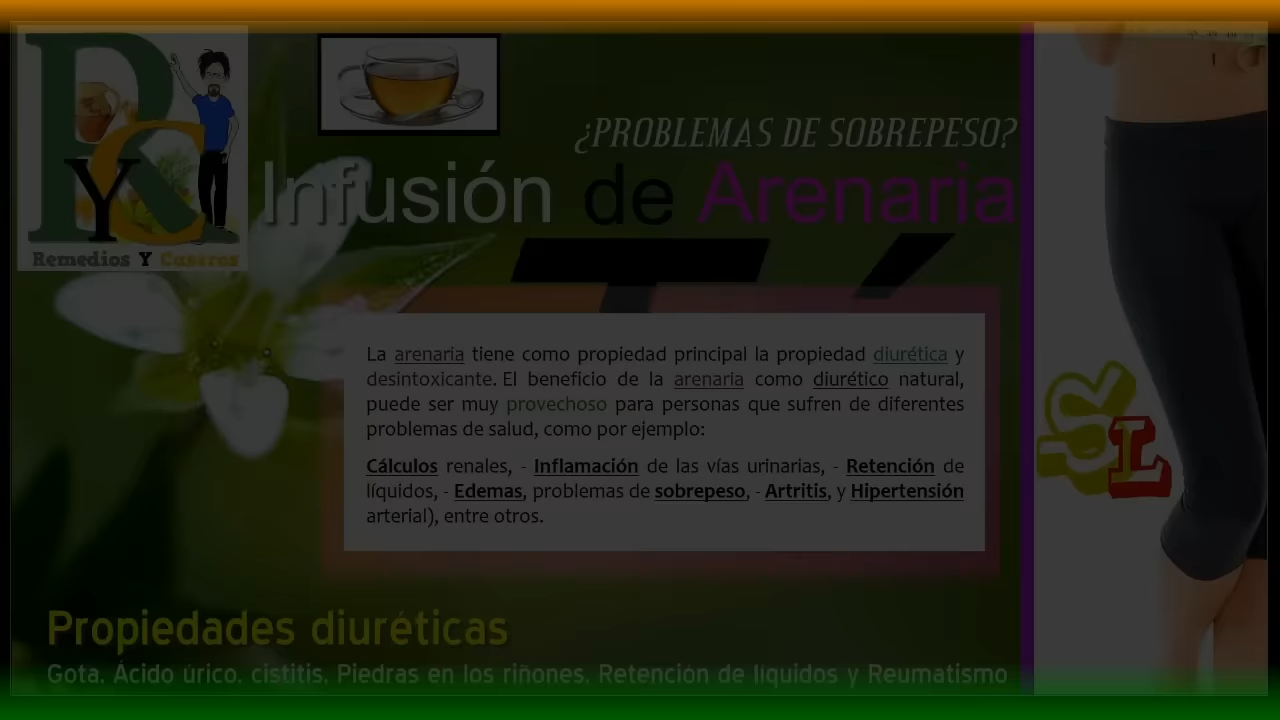 R
Y
C
Remedios Y Caseros
¿PROBLEMAS DE SOBREPESO?
Infusión de Arenaria
TÉ
La arenaria tiene como propiedad principal la propiedad diurética y
desintoxicante. El beneficio de la arenaria como diurético natural,
puede ser muy provechoso para personas que sufren de diferentes
problemas de salud, como por ejemplo:
Cálculos renales, - Inflamación de las vías urinarias, - Retención de
líquidos, - Edemas, problemas de sobrepeso, - Artritis, y Hipertensión
arterial), entre otros.
SL
Propiedades diuréticas
Gota, Ácido úrico, cistitis, Piedras en los riñones, Retención de líquidos y Reumatismo